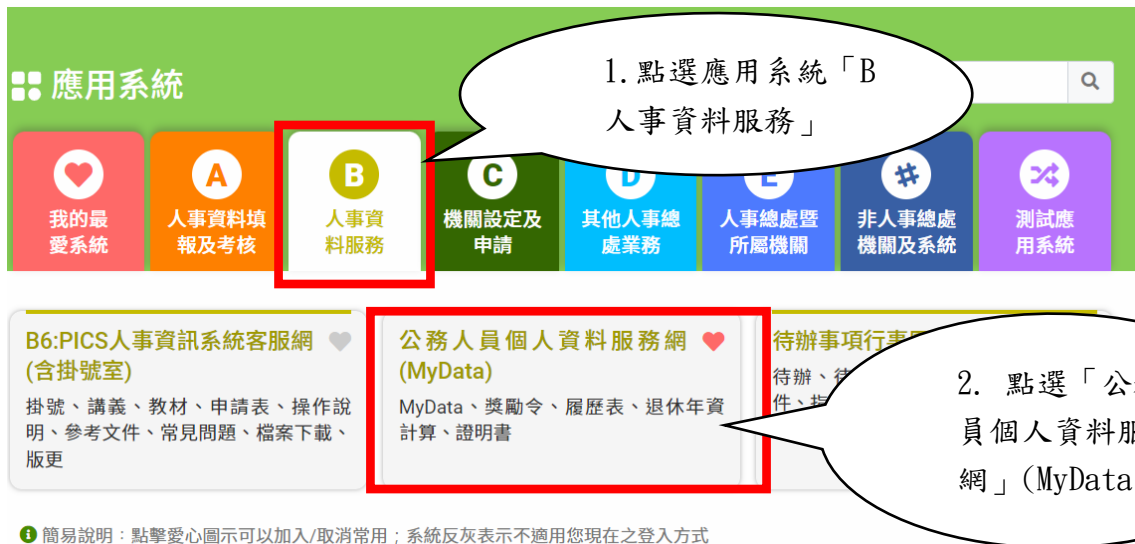 應用系統
1.點選應用系統「B
人事資料服務」
我的最
愛系統
A
人事資料填
報及考核
B
人事資
料服務
C
機關設定及
申請
D
其他人事總
處業務
E
人事總處暨
所屬機關
#
非人事總處
機關及系統
測試應
用系統
B6:PICS人事資訊系統客服網
(含掛號室)
掛號、講義、教材、申請表、操作說
明、參考文件、常見問題、檔案下載、
版更
公務人員個人資料服務網
(MyData)
MyData、獎勵令、履歷表、退休年資
計算、證明書
待辦事項行事
待辦、
件、
2. 點選「公
員個人資料
網」(MyData
簡易說明：點擊愛心圖示可以加入/取消常用；系統反灰表示不適用您現在之登入方式